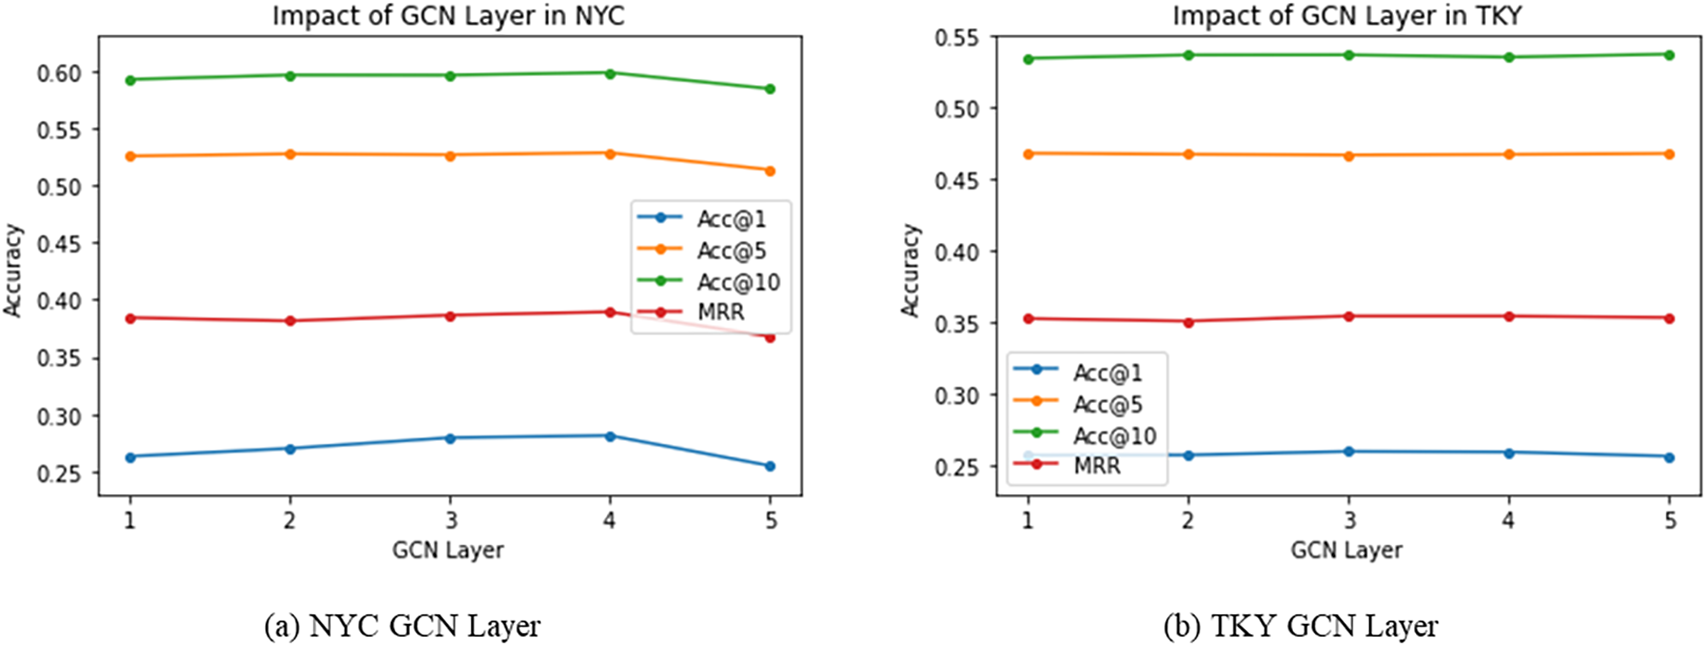 Impact of GCN Layer in NYC
0.60
0.55
0.50
0.45
0.40
0.35
0.30
0.25
Accuracy
Acc@1
Acc@5
Acc@10
MRR
1 2 3 4 5
GCN Layer
(a) NYC GCN Layer
Impact of GCN Layer in TKY
0.55
0.50
0.45
0.40
0.35
0.30
0.25
Accuracy
Acc@1
Acc@5
Acc@10
MRR
1 2 3 4 5
GCN Layer
(b) TKY GCN Layer